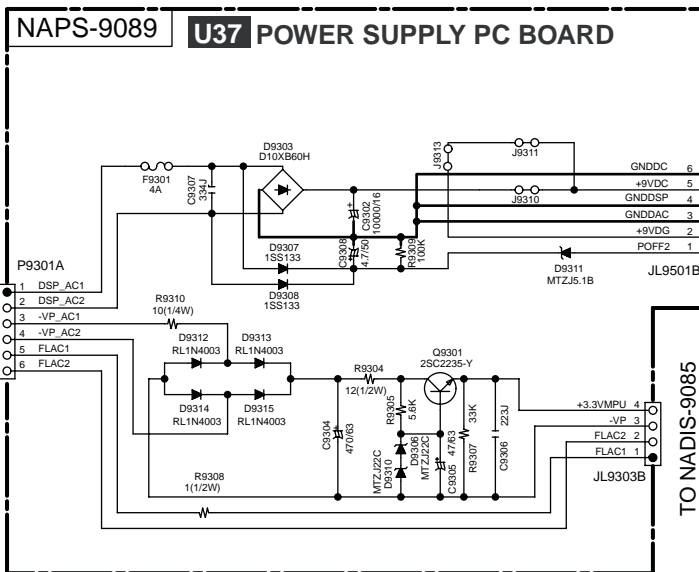 NAPS-9089
U37 POWER SUPPLY PC BOARD
D9303
D10XB60H
F9301
4A
C9307
334J
J9313
J9311
J9310
C9302
10000/16
C9308
4.7/50
R9309
100K
D9307
1SS133
D9308
1SS133
D9311
MTZJ5.1B
GNDDC 6
+9VDC 5
GNDDSP 4
GNDDAC 3
+9VDG 2
POFF2 1
JL9501B
P9301A
1 DSP_AC1
2 DSP_AC2
3 -VP_AC1
4 -VP_AC2
5 FLAC1
6 FLAC2
R9310
10(1/4W)
D9312
RL1N4003
D9313
RL1N4003
D9314
RL1N4003
D9315
RL1N4003
R9304
12(1/2W)
Q9301
2SC2235-Y
C9304
470/63
R9305
5.6K
MTZJ22C
D9310
D9306
MTZJ22C
C9305
47/63
R9307
33K
C9306
223J
R9308
1(1/2W)
+3.3VMPU 4
-VP 3
FLAC2 2
FLAC1 1
JL9303B
TO NADIS-9085